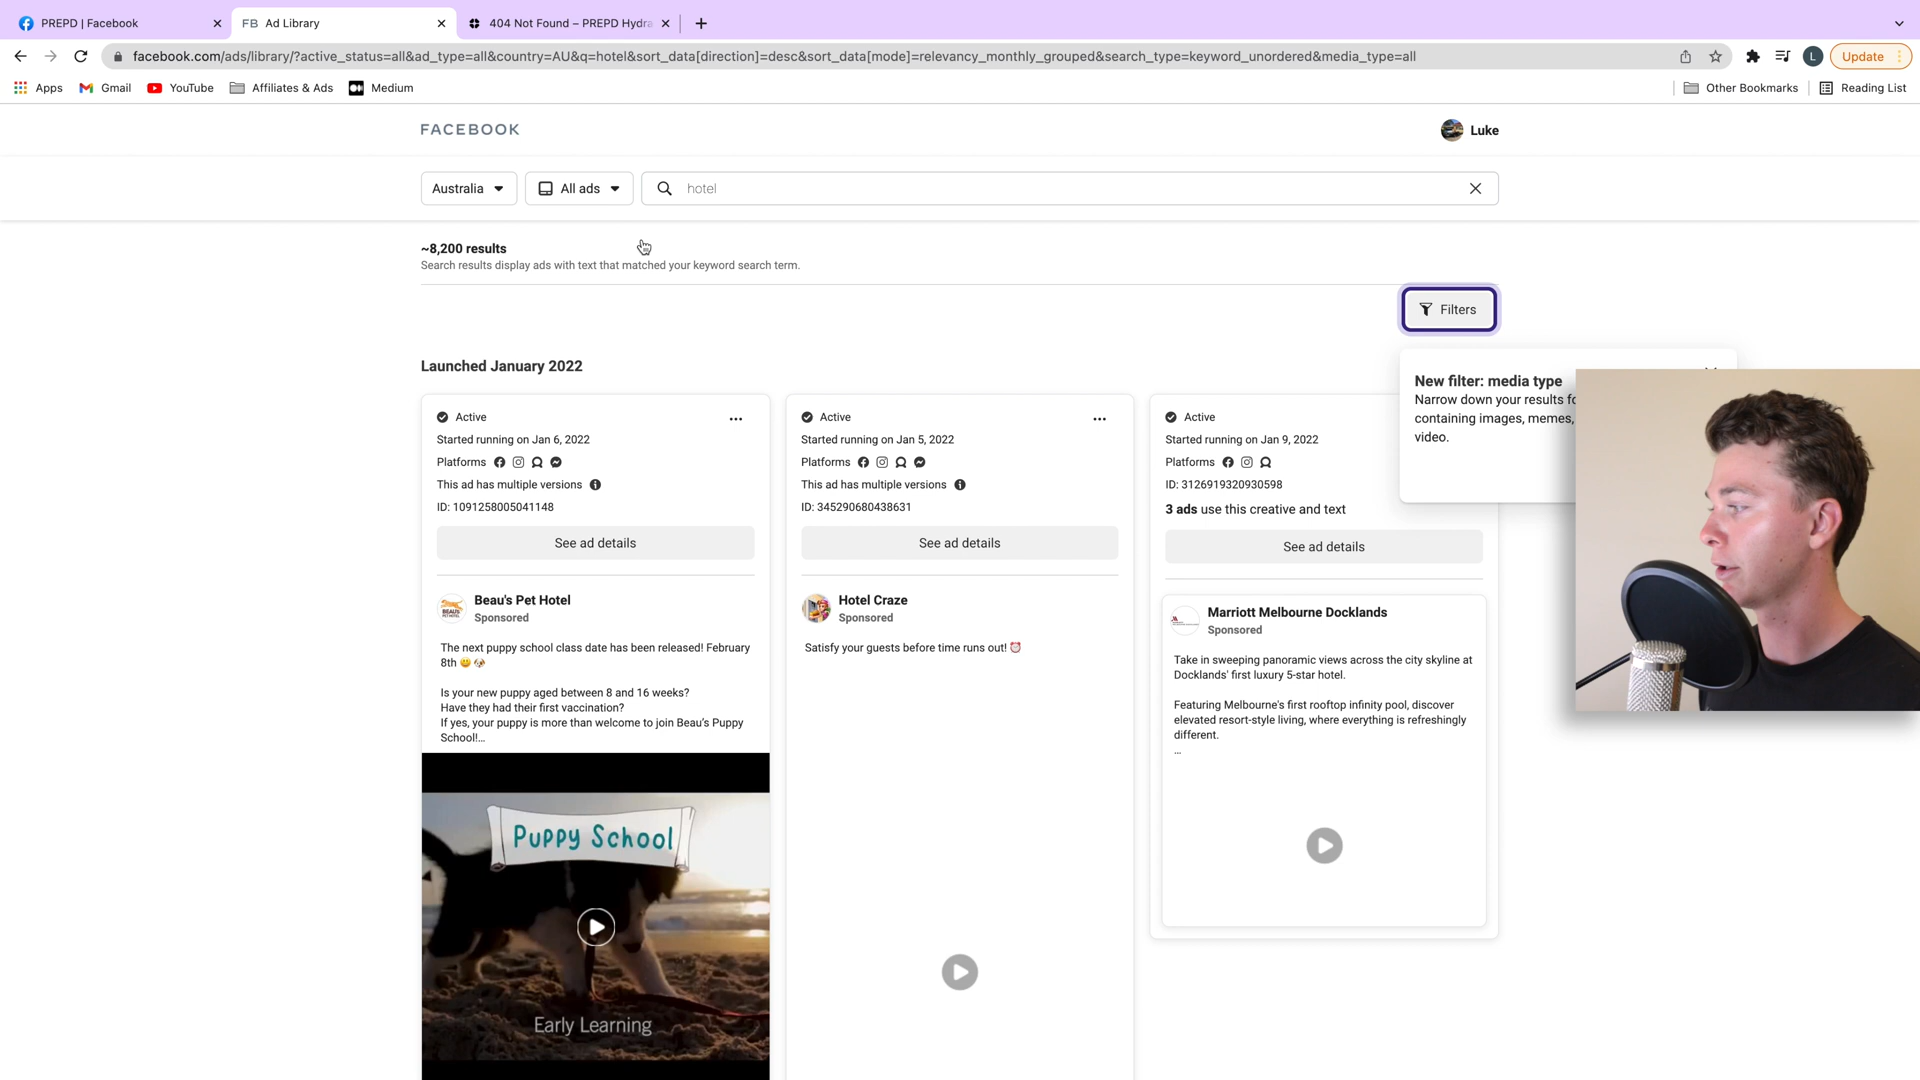 PREPD | Facebook
FB Ad Library
404 Not Found – PREPD Hydra
facebook.com/ads/library/?active_status=all&ad_type=all&country=AU&q=hotel&sort_data[direction]=desc&sort_data[mode]=relevancy_monthly_grouped&search_type=keyword_unordered&media_type=all
L
Update
Apps
Gmail
YouTube
Affiliates & Ads
Medium
Other Bookmarks
Reading List
FACEBOOK
Luke
Australia
All ads
hotel
~8,200 results
Search results display ads with text that matched your keyword search term.
Filters
Launched January 2022
New filter: media type
Narrow down your results fo
containing images, memes,
video.
Active
Started running on Jan 6, 2022
Platforms
This ad has multiple versions
ID: 1091258005041148
See ad details
Beau's Pet Hotel
Sponsored
The next puppy school class date has been released! February
8th 😀 🐶
Is your new puppy aged between 8 and 16 weeks?
Have they had their first vaccination?
If yes, your puppy is more than welcome to join Beau's Puppy
School!...
Puppy School
Early Learning
Active
Started running on Jan 5, 2022
Platforms
This ad has multiple versions
ID: 345290680438631
See ad details
Hotel Craze
Sponsored
Satisfy your guests before time runs out! ⏰
Active
Started running on Jan 9, 2022
Platforms
ID: 3126919320930598
3 ads use this creative and text
See ad details
Marriott Melbourne Docklands
Sponsored
Take in sweeping panoramic views across the city skyline at
Docklands' first luxury 5-star hotel.
Featuring Melbourne's first rooftop infinity pool, discover
elevated resort-style living, where everything is refreshingly
different.
...